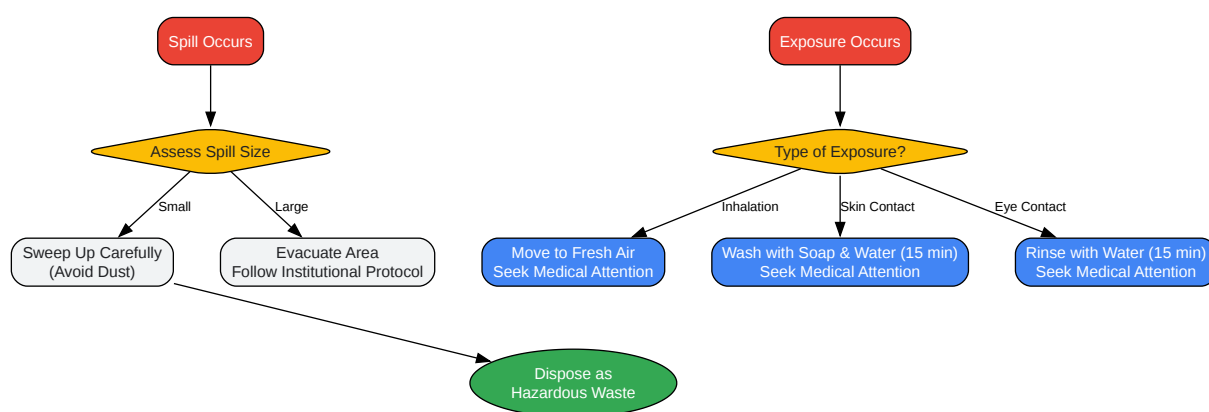 Spill Occurs
Exposure Occurs
Assess Spill Size
Type of Exposure?
Small
Large
Inhalation
Skin Contact
Eye Contact
Sweep Up Carefully
(Avoid Dust)
Evacuate Area
Follow Institutional Protocol
Move to Fresh Air
Seek Medical Attention
Wash with Soap & Water (15 min)
Seek Medical Attention
Rinse with Water (15 min)
Seek Medical Attention
Dispose as
Hazardous Waste